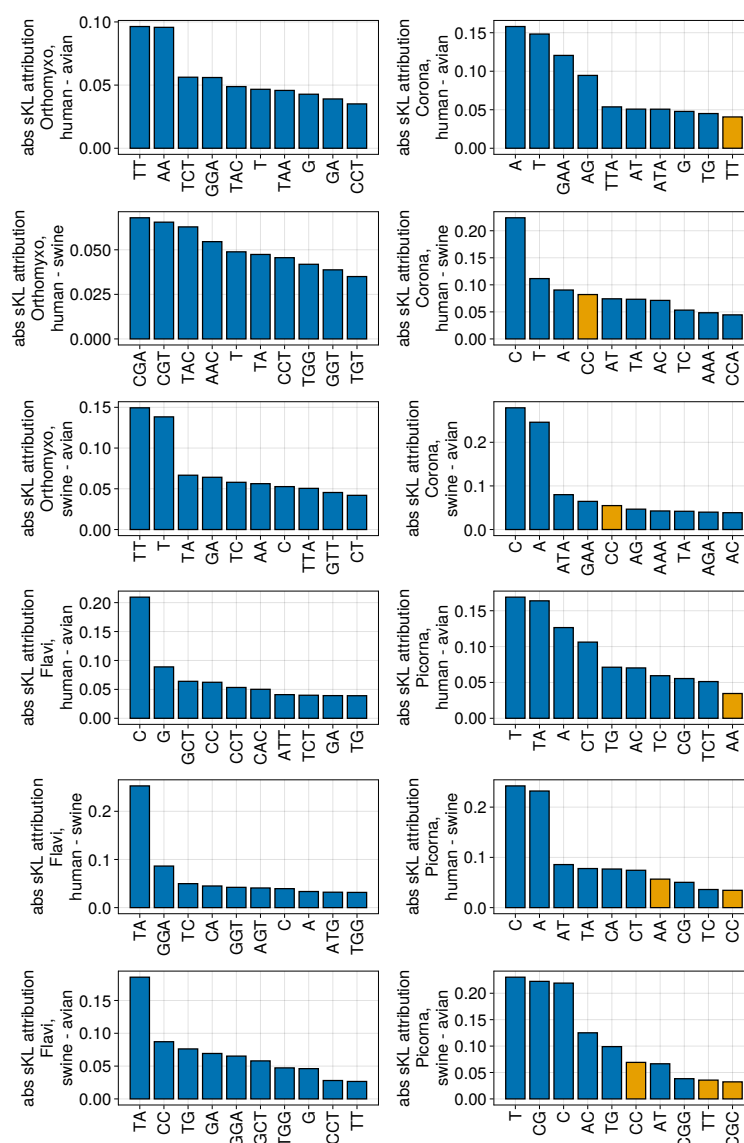 abs sKL attribution
Orthomyxo,
human - avian
0.10
0.05
0.00
TT AA TCT GGA TAC T TAA G GA CCT
abs sKL attribution
Corona,
human - avian
0.15
0.10
0.05
0.00
A T GAA AG TTA AT ATA G TG TT
abs sKL attribution
Orthomyxo,
human - swine
0.050
0.025
0.000
CGA CGT TAC AAC T TA CCT TGG GGT TGT
abs sKL attribution
Corona,
human - swine
0.20
0.15
0.10
0.05
0.00
C T A CC AT TA AC TC AAA CCA
abs sKL attribution
Orthomyxo,
swine - avian
0.15
0.10
0.05
0.00
TT T TA GA TC AA C TTA GTT CT
abs sKL attribution
Corona,
swine - avian
0.2
0.1
0.0
C A ATA GAA CC AG AAA TA AGA AC
abs sKL attribution
Flavi,
human - avian
0.20
0.15
0.10
0.05
0.00
C G GCT CC CCT CAC ATT TCT GA TG
abs sKL attribution
Picorna,
human - avian
0.15
0.10
0.05
0.00
T TA A CT TG AC TC CG TCT AA
abs sKL attribution
Flavi,
human - swine
0.2
0.1
0.0
TA GGA TC CA GGT AGT C A ATG TGG
abs sKL attribution
Picorna,
human - swine
0.2
0.1
0.0
C A AT TA CA CT AA CG TC CC
abs sKL attribution
Flavi,
swine - avian
0.15
0.10
0.05
0.00
TA CC TG GA GGA GCT TGG G CCT TT
abs sKL attribution
Picorna,
swine - avian
0.20
0.15
0.10
0.05
0.00
T CG C AC TG CC AT CGG TT CGC